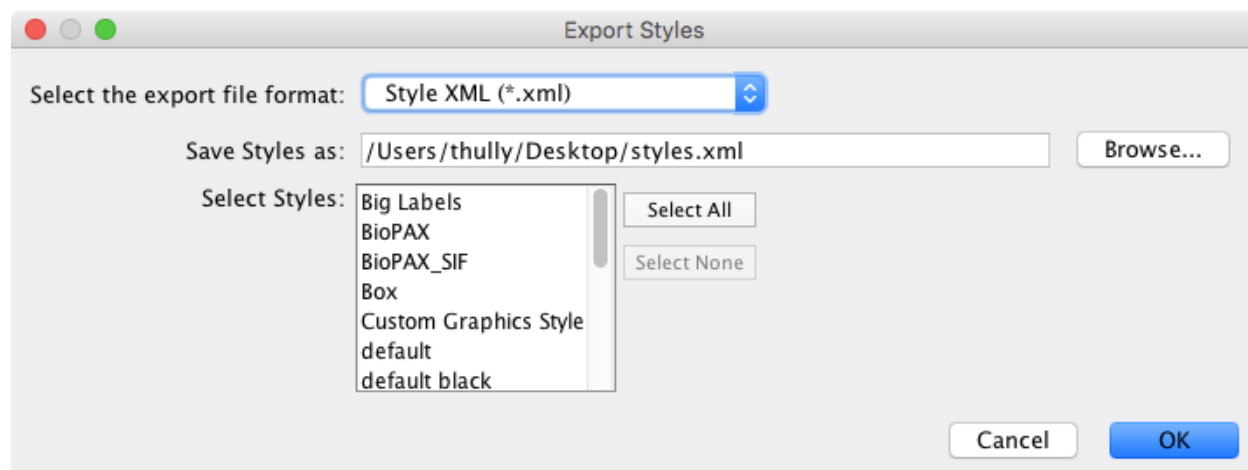 Export Styles
Select the export file format: Style XML (*.xml)
Save Styles as: /Users/thully/Desktop/styles.xml Browse...
Select Styles: Big Labels Select All
BioPAX
BioPAX_SIF Select None
Box
Custom Graphics Style
default
default black
Cancel OK